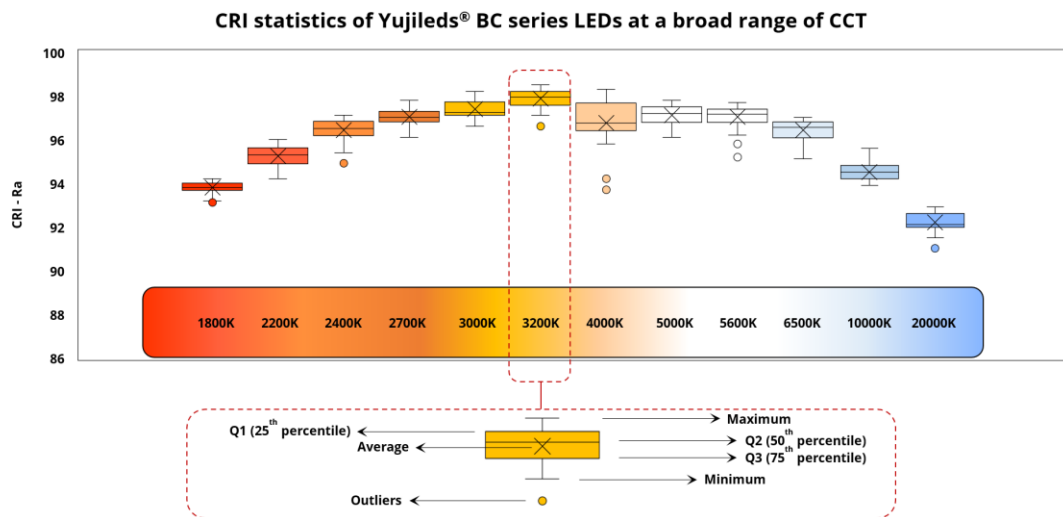 CRI statistics of Yujileds® BC series LEDs at a broad range of CCT
100
98
96
94
92
90
88
86
CRI - Ra
1800K 2200K 2400K 2700K 3000K 3200K 4000K 5000K 5600K 6500K 10000K 20000K
Maximum
Q1 (25th percentile)
Q2 (50th percentile)
Average
Q3 (75th percentile)
Minimum
Outliers